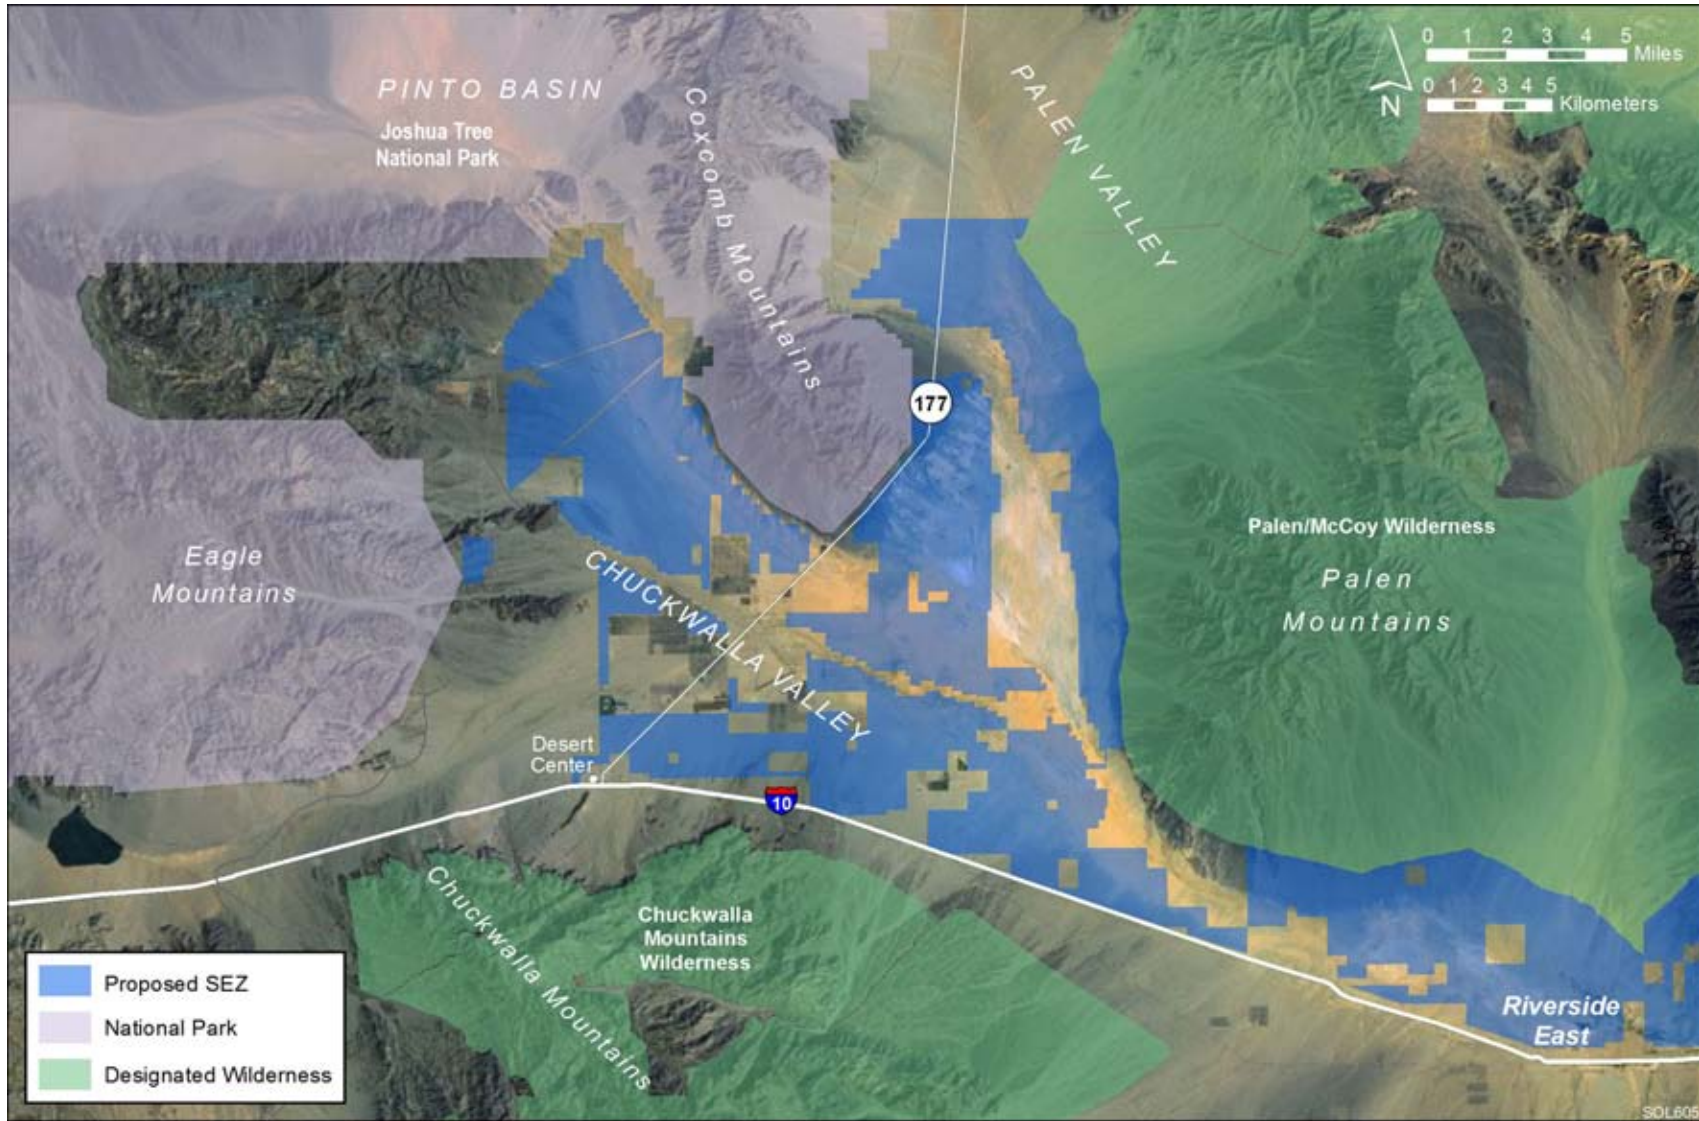 0 1 2 3 4 5
Miles
0 1 2 3 4 5
Kilometers
N
PINTO BASIN
Joshua Tree
National Park
Coxcomb Mountains
PALEN VALLEY
177
Palen/McCoy Wilderness
Palen
Mountains
Eagle
Mountains
CHUCKWALLA VALLEY
Desert
Center
10
Chuckwalla
Mountains
Wilderness
Chuckwalla Mountains
Riverside
East
Proposed SEZ
National Park
Designated Wilderness
SOL605